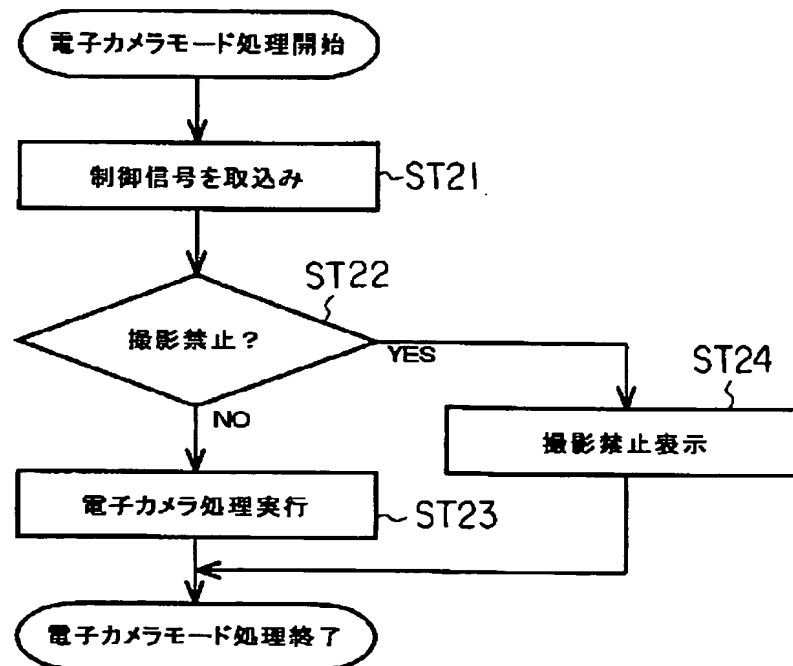 電子カメラモード処理開始
制御信号を取込み
ST21
ST22
撮影禁止?
YES
NO
ST24
撮影禁止表示
電子カメラ処理実行
ST23
電子カメラモード処理終了